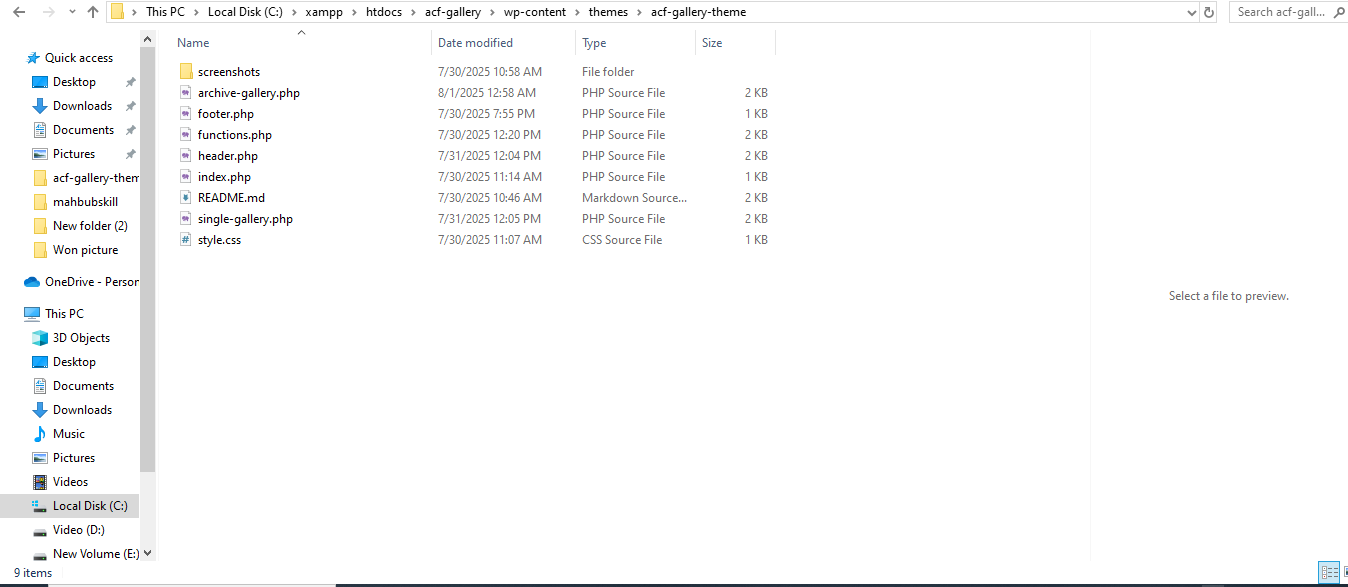 This PC > Local Disk (C:) > xampp > htdocs > acf-gallery > wp-content > themes > acf-gallery-theme
Search acf-gall...
Name Date modified Type Size
Quick access
Desktop
Downloads
Documents
Pictures
acf-gallery-them
mahbubskill
New folder (2)
Won picture
OneDrive - Person
This PC
3D Objects
Desktop
Documents
Downloads
Music
Pictures
Videos
Local Disk (C:)
Video (D:)
New Volume (E:)
screenshots 7/30/2025 10:58 AM File folder
archive-gallery.php 8/1/2025 12:58 AM PHP Source File 2 KB
footer.php 7/30/2025 7:55 PM PHP Source File 1 KB
functions.php 7/30/2025 12:20 PM PHP Source File 2 KB
header.php 7/31/2025 12:04 PM PHP Source File 2 KB
index.php 7/30/2025 11:14 AM PHP Source File 1 KB
README.md 7/30/2025 10:46 AM Markdown Source... 2 KB
single-gallery.php 7/31/2025 12:05 PM PHP Source File 2 KB
style.css 7/30/2025 11:07 AM CSS Source File 1 KB
Select a file to preview.
9 items